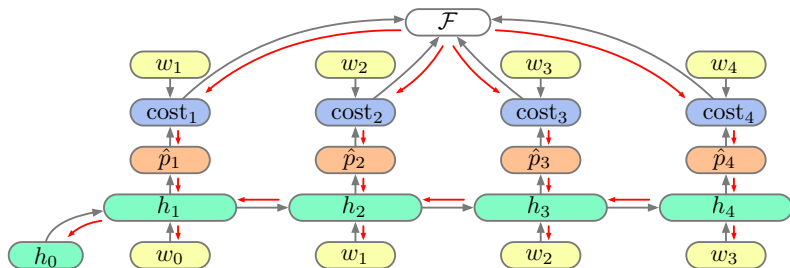 ℱ
w₁ w₂ w₃ w₄
cost₁ cost₂ cost₃ cost₄
p̂₁ p̂₂ p̂₃ p̂₄
h₁ h₂ h₃ h₄
h₀ w₀ w₁ w₂ w₃